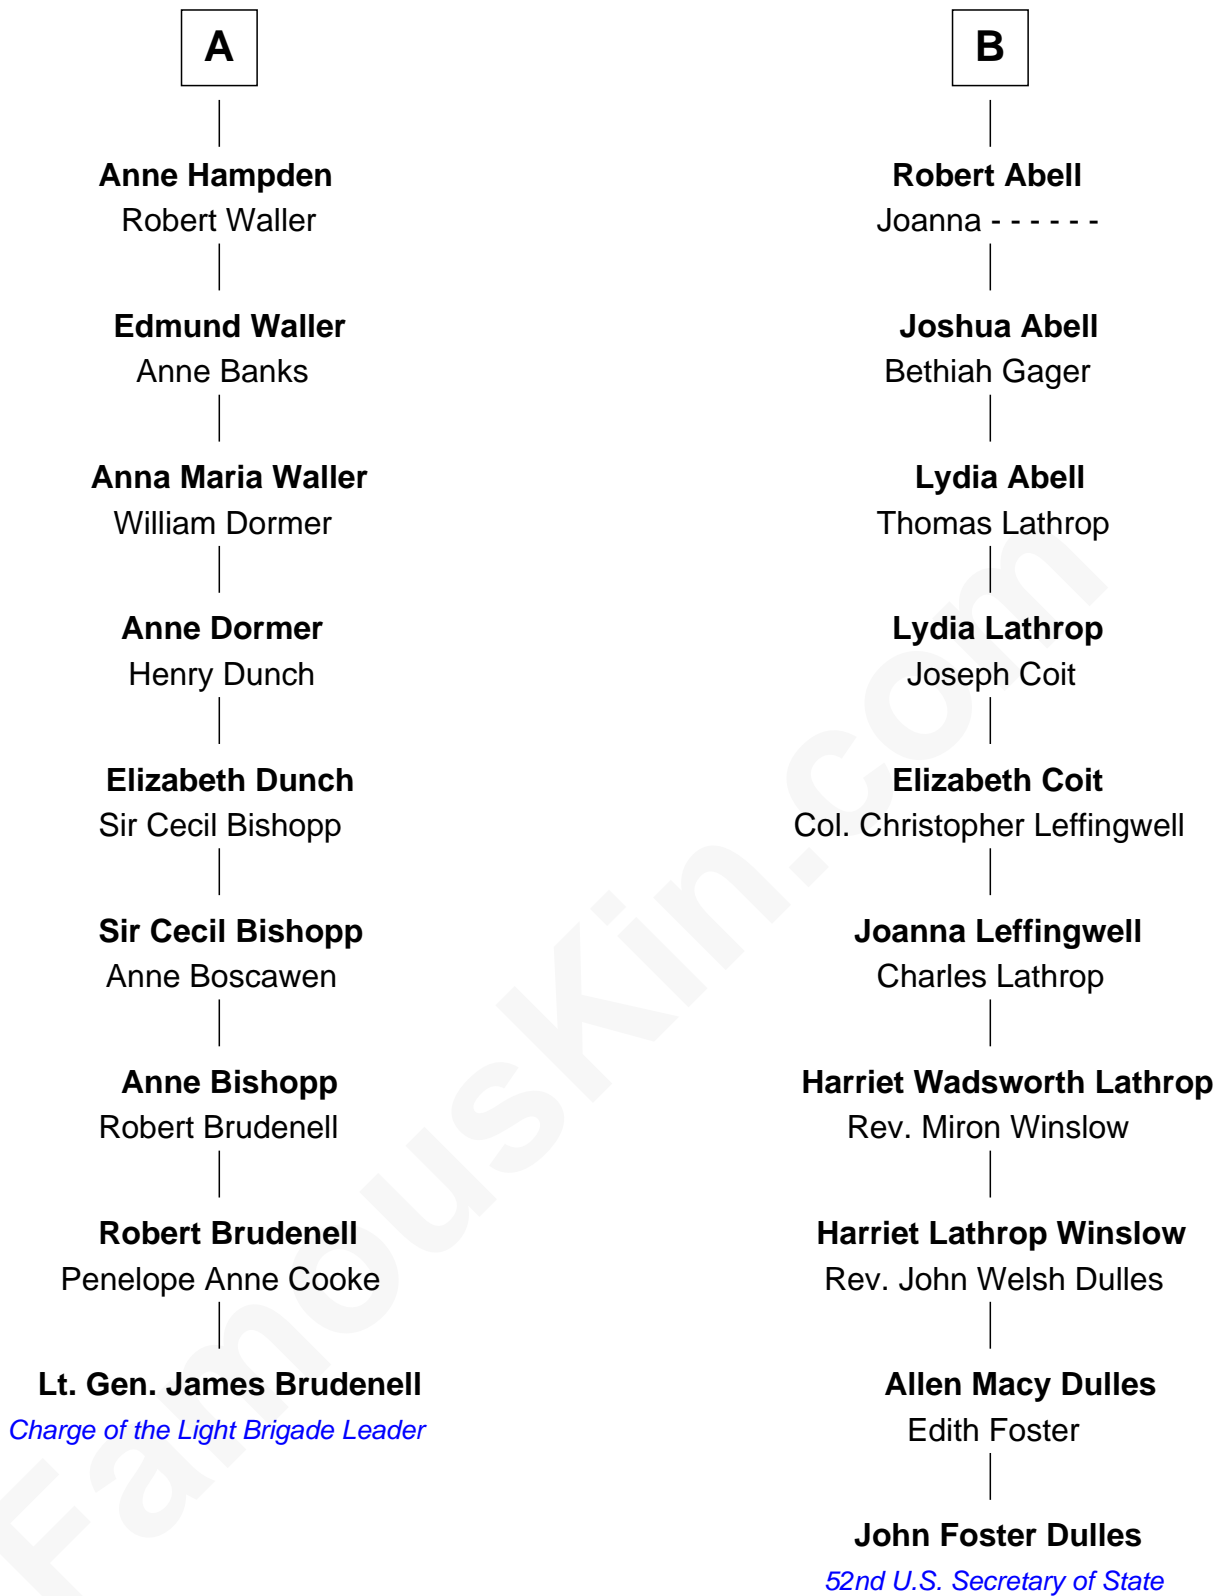 A
Anne Hampden
Robert Waller
Edmund Waller
Anne Banks
Anna Maria Waller
William Dormer
Anne Dormer
Henry Dunch
Elizabeth Dunch
Sir Cecil Bishopp
Sir Cecil Bishopp
Anne Boscawen
Anne Bishopp
Robert Brudenell
Robert Brudenell
Penelope Anne Cooke
Lt. Gen. James Brudenell
Charge of the Light Brigade Leader
B
Robert Abell
Joanna - - - - - -
Joshua Abell
Bethiah Gager
Lydia Abell
Thomas Lathrop
Lydia Lathrop
Joseph Coit
Elizabeth Coit
Col. Christopher Leffingwell
Joanna Leffingwell
Charles Lathrop
Harriet Wadsworth Lathrop
Rev. Miron Winslow
Harriet Lathrop Winslow
Rev. John Welsh Dulles
Allen Macy Dulles
Edith Foster
John Foster Dulles
52nd U.S. Secretary of State
FamousKin.com